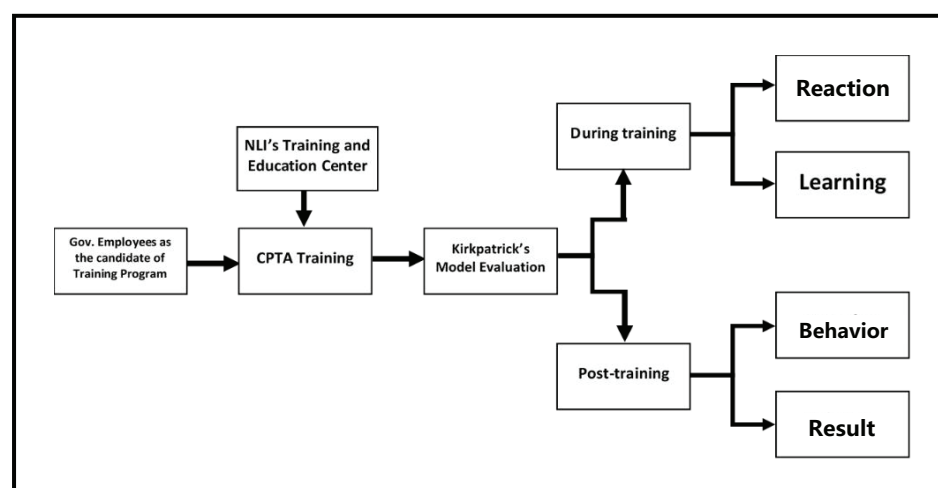 NLI's Training and
Education Center
Gov. Employees as
the candidate of
Training Program
CPTA Training
Kirkpatrick's
Model Evaluation
During training
Post-training
Reaction
Learning
Behavior
Result